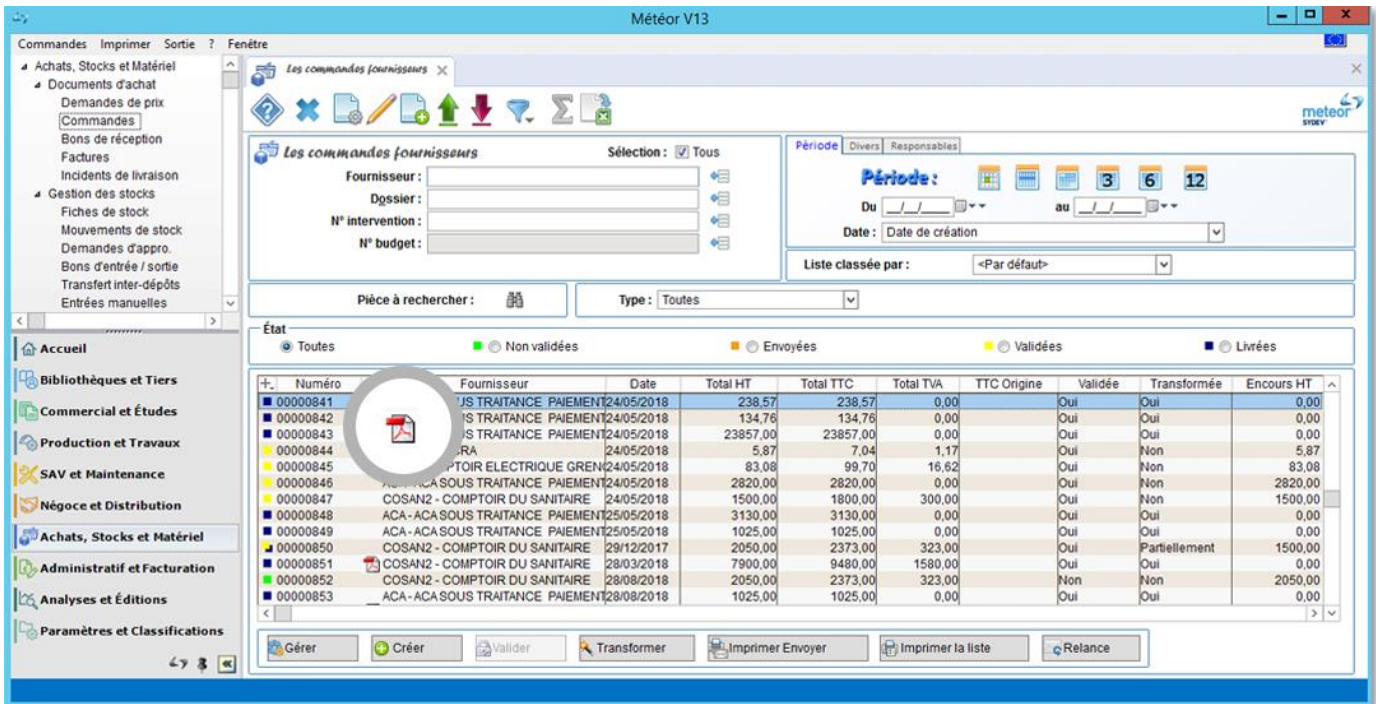 Météor V13
Commandes Imprimer Sortie ? Fenêtre
Achats, Stocks et Matériel
Documents d'achat
Demandes de prix
Commandes
Bons de réception
Factures
Incidents de livraison
Gestion des stocks
Fiches de stock
Mouvements de stock
Demandes d'appro.
Bons d'entrée / sortie
Transfert inter-dépôts
Entrées manuelles
Accueil
Bibliothèques et Tiers
Commercial et Études
Production et Travaux
SAV et Maintenance
Négoce et Distribution
Achats, Stocks et Matériel
Administratif et Facturation
Analyses et Éditions
Paramètres et Classifications
Les commandes fournisseurs
meteor
SYDEV
Les commandes fournisseurs Sélection : Tous
Fournisseur :
Dossier :
N° intervention :
N° budget :
Période Divers Responsables
Période : 3 6 12
Du _/_/___ au _/_/___
Date : Date de création
Liste classée par : <Par défaut>
Pièce à rechercher : Type : Toutes
État
Toutes Non validées Envoyées Validées Livrées
Numéro Fournisseur Date Total HT Total TTC Total TVA TTC Origine Validée Transformée Encours HT
00000841 SOUS TRAITANCE PAIEMENT 24/05/2018 238,57 238,57 0,00 Oui Oui 0,00
00000842 TRAITANCE PAIEMENT 24/05/2018 134,76 134,76 0,00 Oui Oui 0,00
00000843 TRAITANCE PAIEMENT 24/05/2018 23857,00 23857,00 0,00 Oui Oui 0,00
00000844 24/05/2018 5,87 7,04 1,17 Oui Non 5,87
00000845 PTOIR ELECTRIQUE GREN 24/05/2018 83,08 99,70 16,62 Oui Non 83,08
00000846 ACA - ACA SOUS TRAITANCE PAIEMENT 24/05/2018 2820,00 2820,00 0,00 Oui Non 2820,00
00000847 COSAN2 - COMPTOIR DU SANITAIRE 24/05/2018 1500,00 1800,00 300,00 Oui Non 1500,00
00000848 ACA - ACA SOUS TRAITANCE PAIEMENT 25/05/2018 3130,00 3130,00 0,00 Oui Oui 0,00
00000849 ACA - ACA SOUS TRAITANCE PAIEMENT 25/05/2018 1025,00 1025,00 0,00 Oui Oui 0,00
00000850 COSAN2 - COMPTOIR DU SANITAIRE 29/12/2017 2050,00 2373,00 323,00 Oui Partiellement 1500,00
00000851 COSAN2 - COMPTOIR DU SANITAIRE 28/03/2018 7900,00 9480,00 1580,00 Oui Oui 0,00
00000852 COSAN2 - COMPTOIR DU SANITAIRE 28/08/2018 2050,00 2373,00 323,00 Non Non 2050,00
00000853 ACA - ACA SOUS TRAITANCE PAIEMENT 28/08/2018 1025,00 1025,00 0,00 Oui Oui 0,00
Gérer Créer Valider Transformer Imprimer Envoyer Imprimer la liste Relance